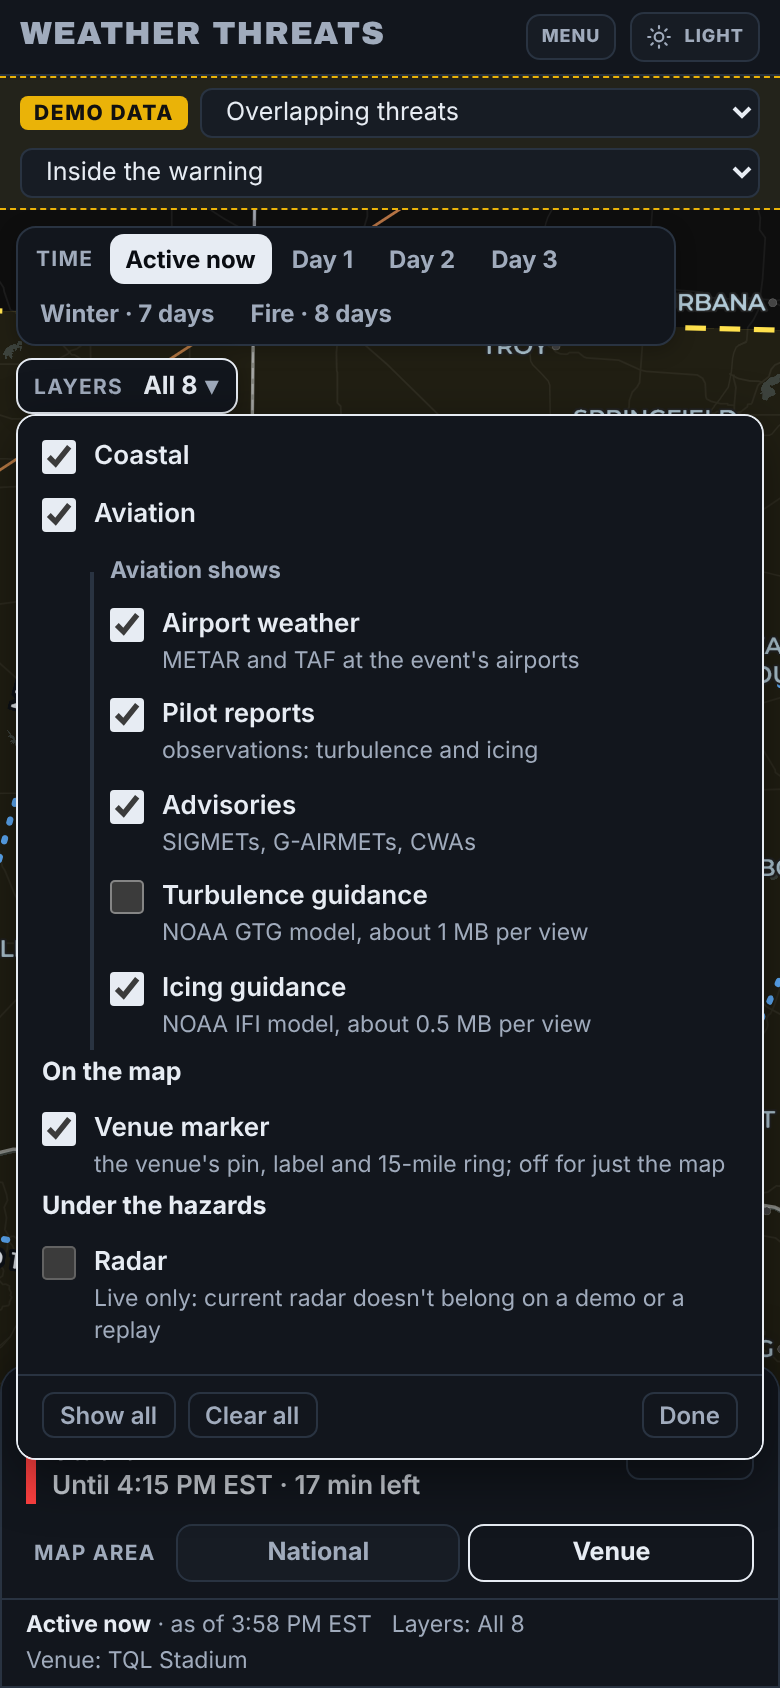 WEATHER THREATS
MENU
LIGHT
DEMO DATA
Overlapping threats
Inside the warning
TIME
Active now
Day 1
Day 2
Day 3
Winter · 7 days
Fire · 8 days
RBANA
TROY
SPRINGFIELD
LAYERS
All 8 ▾
Coastal
Aviation
Aviation shows
Airport weather
METAR and TAF at the event's airports
Pilot reports
observations: turbulence and icing
Advisories
SIGMETs, G-AIRMETs, CWAs
Turbulence guidance
NOAA GTG model, about 1 MB per view
Icing guidance
NOAA IFI model, about 0.5 MB per view
On the map
Venue marker
the venue's pin, label and 15-mile ring; off for just the map
Under the hazards
Radar
Live only: current radar doesn't belong on a demo or a
replay
Show all
Clear all
Done
Until 4:15 PM EST · 17 min left
MAP AREA
National
Venue
Active now · as of 3:58 PM EST
Layers: All 8
Venue: TQL Stadium